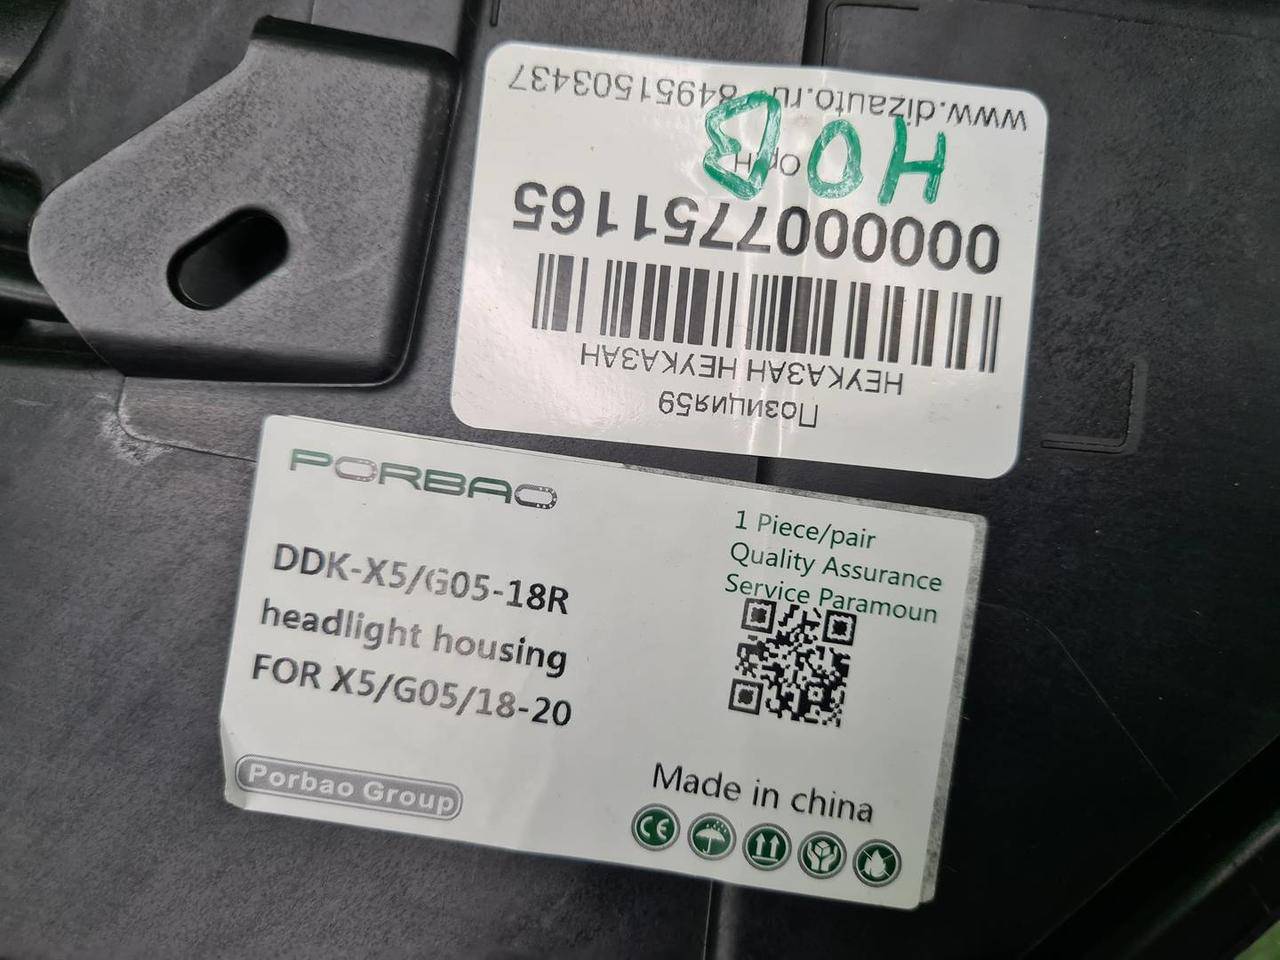 Позиция59
НЕУКАЗАН НЕУКАЗАН
0000007751165
НОВ
www.dizauto.ru 84951503437
PORBAO
DDK-X5/G05-18R
headlight housing
FOR X5/G05/18-20
Porbao Group
1 Piece/pair
Quality Assurance
Service Paramoun
Made in china
CE